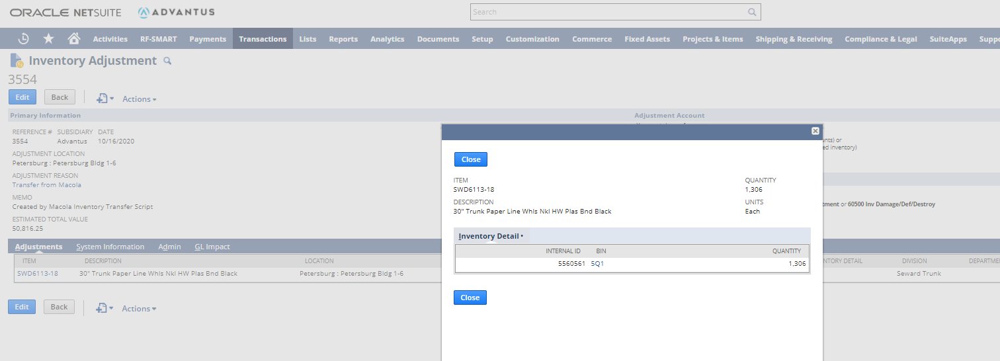 ORACLE NETSUITE ADVANTUS Search
Activities RF-SMART Payments Transactions Lists Reports Analytics Documents Setup Customization Commerce Fixed Assets Projects & Items Shipping & Receiving Compliance & Legal SuiteApps
Inventory Adjustment
3554
Edit Back Actions
Primary Information Adjustment Account
REFERENCE # SUBSIDIARY DATE
3554 Advantus 10/16/2020
ADJUSTMENT LOCATION
Petersburg : Petersburg Bldg 1-6
ADJUSTMENT REASON
Transfer from Macola
MEMO
Created by Macola Inventory Transfer Script
ESTIMATED TOTAL VALUE
50,816.25
nts) or
ed inventory)
tment or 60500 Inv Damage/Def/Destroy
Close
ITEM QUANTITY
SWD6113-18 1,306
DESCRIPTION UNITS
30" Trunk Paper Line Whls Nkl HW Plas Bnd Black Each
Inventory Detail •
INTERNAL ID BIN QUANTITY
5560561 5Q1 1,306
Close
Adjustments System Information Admin GL Impact
ITEM DESCRIPTION LOCATION NTORY DETAIL DIVISION DEPARTME
SWD6113-18 30" Trunk Paper Line Whls Nkl HW Plas Bnd Black Petersburg : Petersburg Bldg 1-6 Seward Trunk
Edit Back Actions